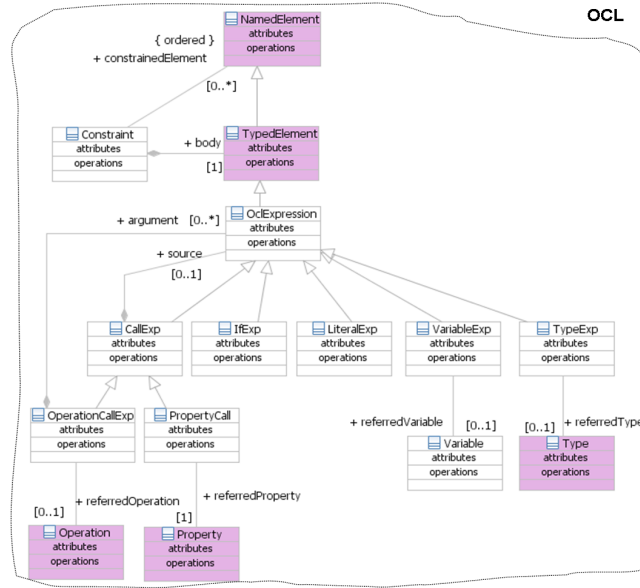 OCL
NamedElement
attributes
operations
{ ordered }
+ constrainedElement
[0..*]
Constraint
attributes
operations
+ body
[1]
TypedElement
attributes
operations
OclExpression
attributes
operations
+ argument [0..*]
+ source
[0..1]
CallExp
attributes
operations
IfExp
attributes
operations
LiteralExp
attributes
operations
VariableExp
attributes
operations
TypeExp
attributes
operations
OperationCallExp
attributes
operations
PropertyCall
attributes
operations
+ referredVariable
[0..1]
+ referredType
[0..1]
Variable
attributes
operations
Type
attributes
operations
+ referredOperation
[0..1]
+ referredProperty
[1]
Operation
attributes
operations
Property
attributes
operations